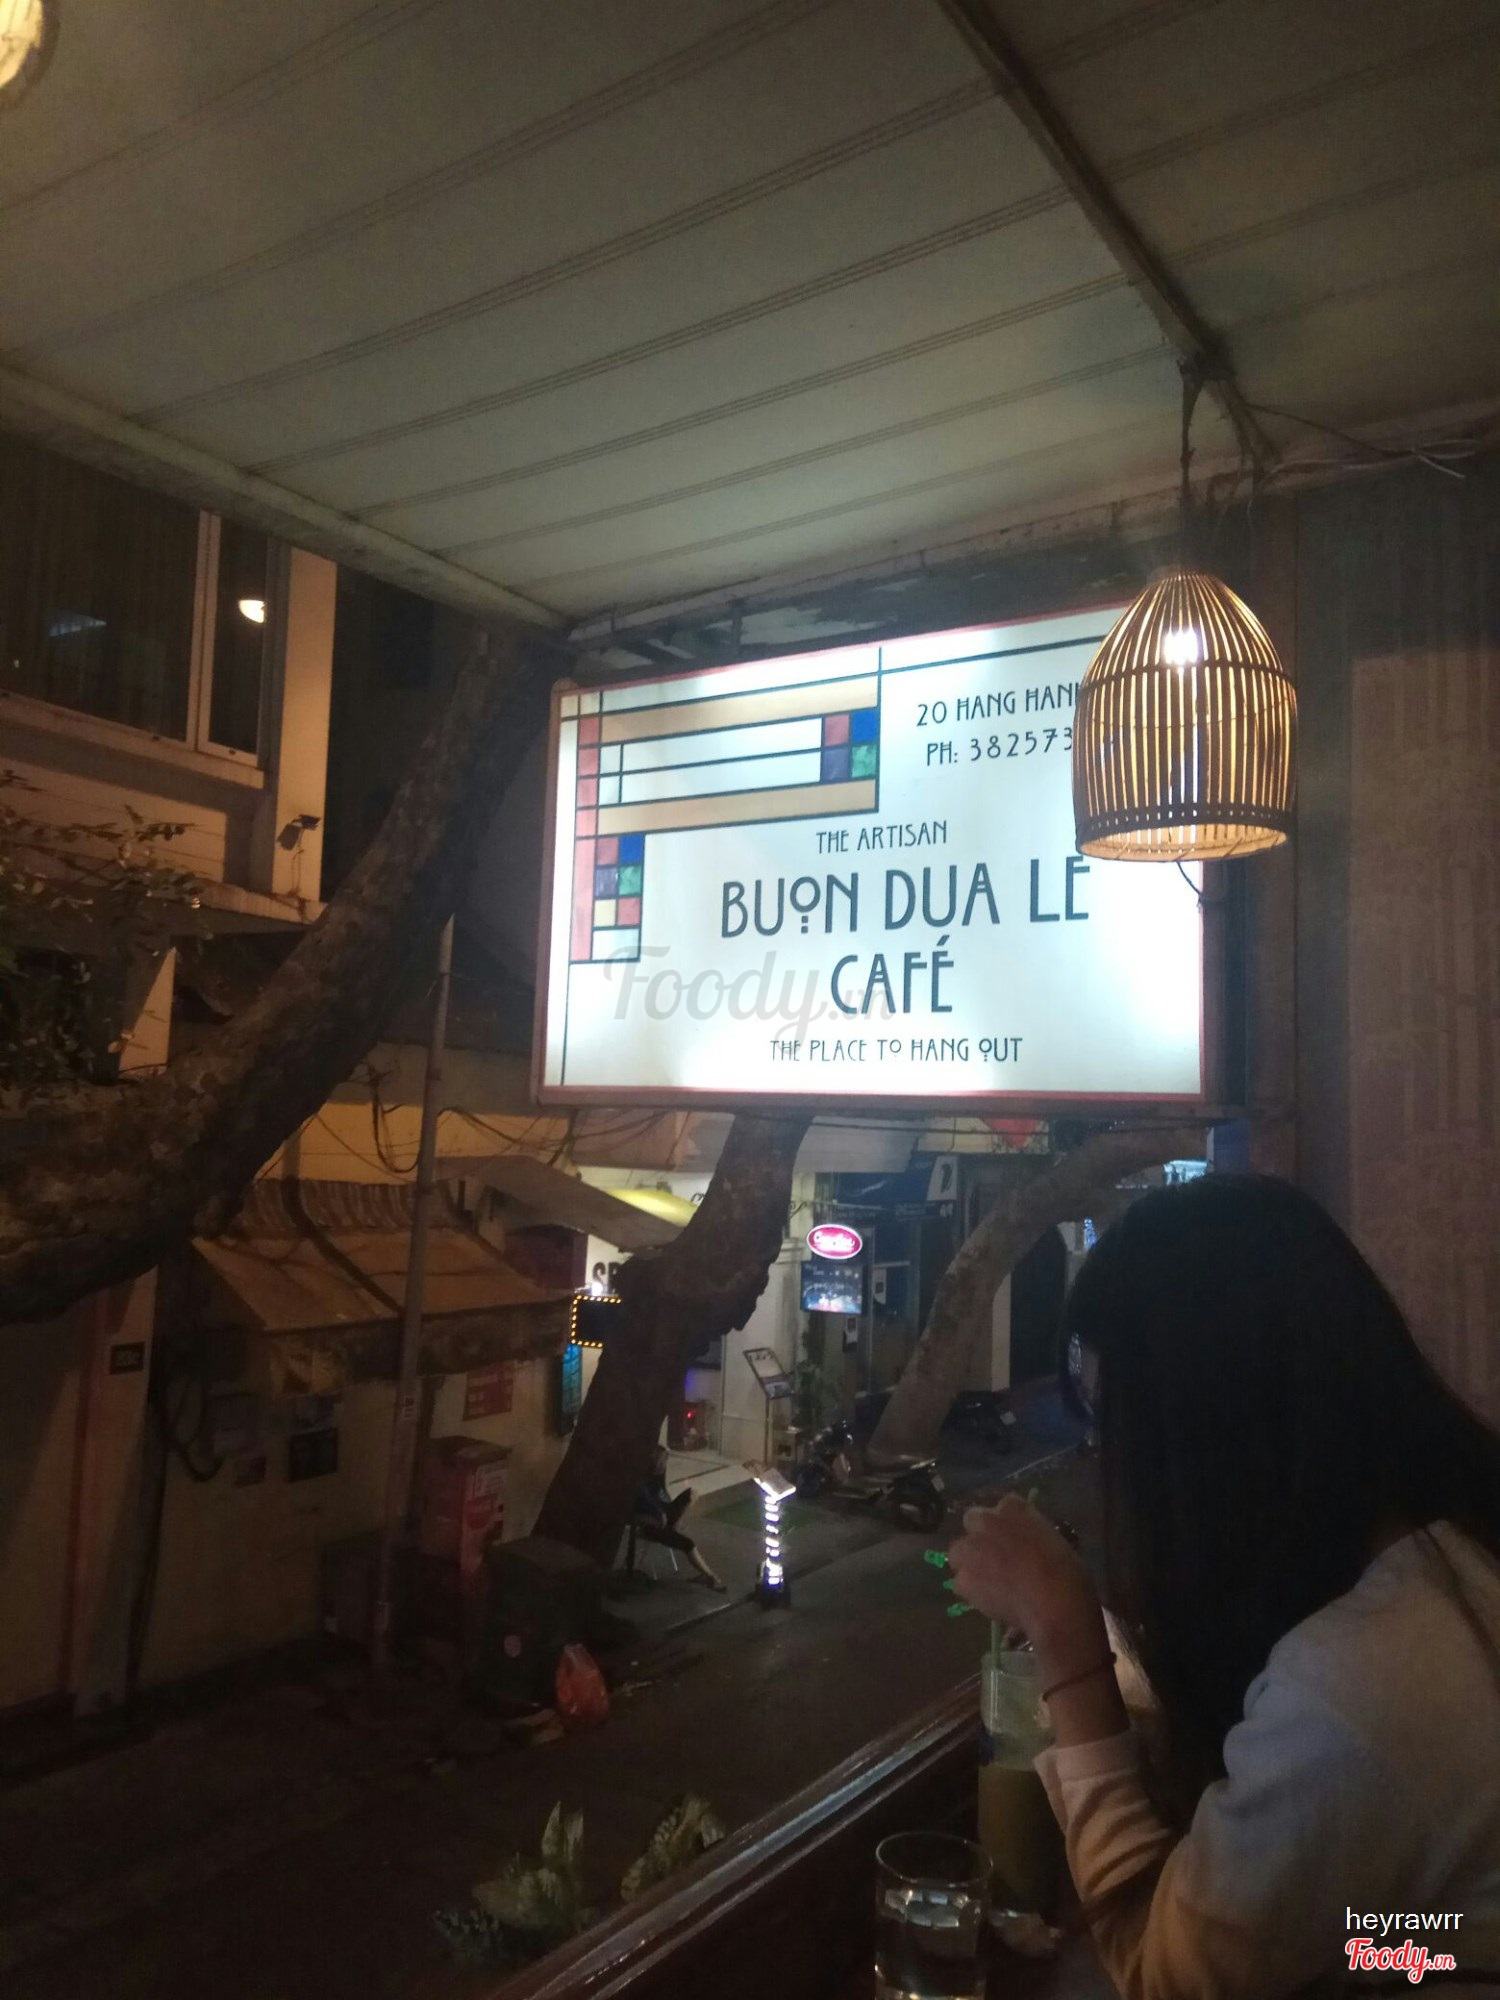 20 HANG HANH
PH: 382573
THE ARTISAN
BUON DUA LE
CAFÉ
THE PLACE TO HANG OUT
Foody.vn
heyrawrr
Foody.vn